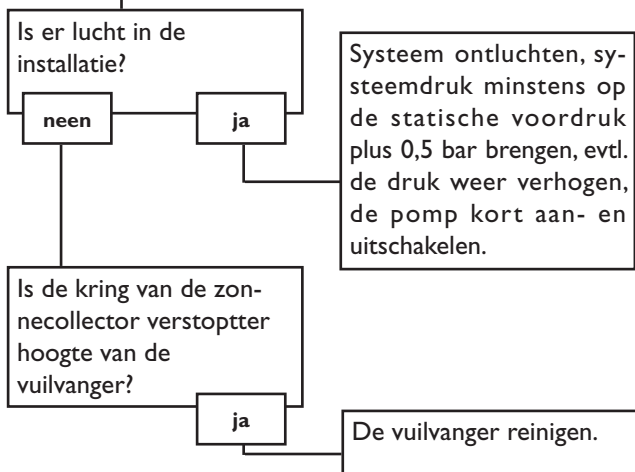 Is er lucht in de
installatie?
neen
ja
Systeem ontluchten, sy-
steemdruk minstens op
de statische voordruk
plus 0,5 bar brengen, evtl.
de druk weer verhogen,
de pomp kort aan- en
uitschakelen.
Is de kring van de zon-
necollector verstoptter
hoogte van de
vuilvanger?
ja
De vuilvanger reinigen.